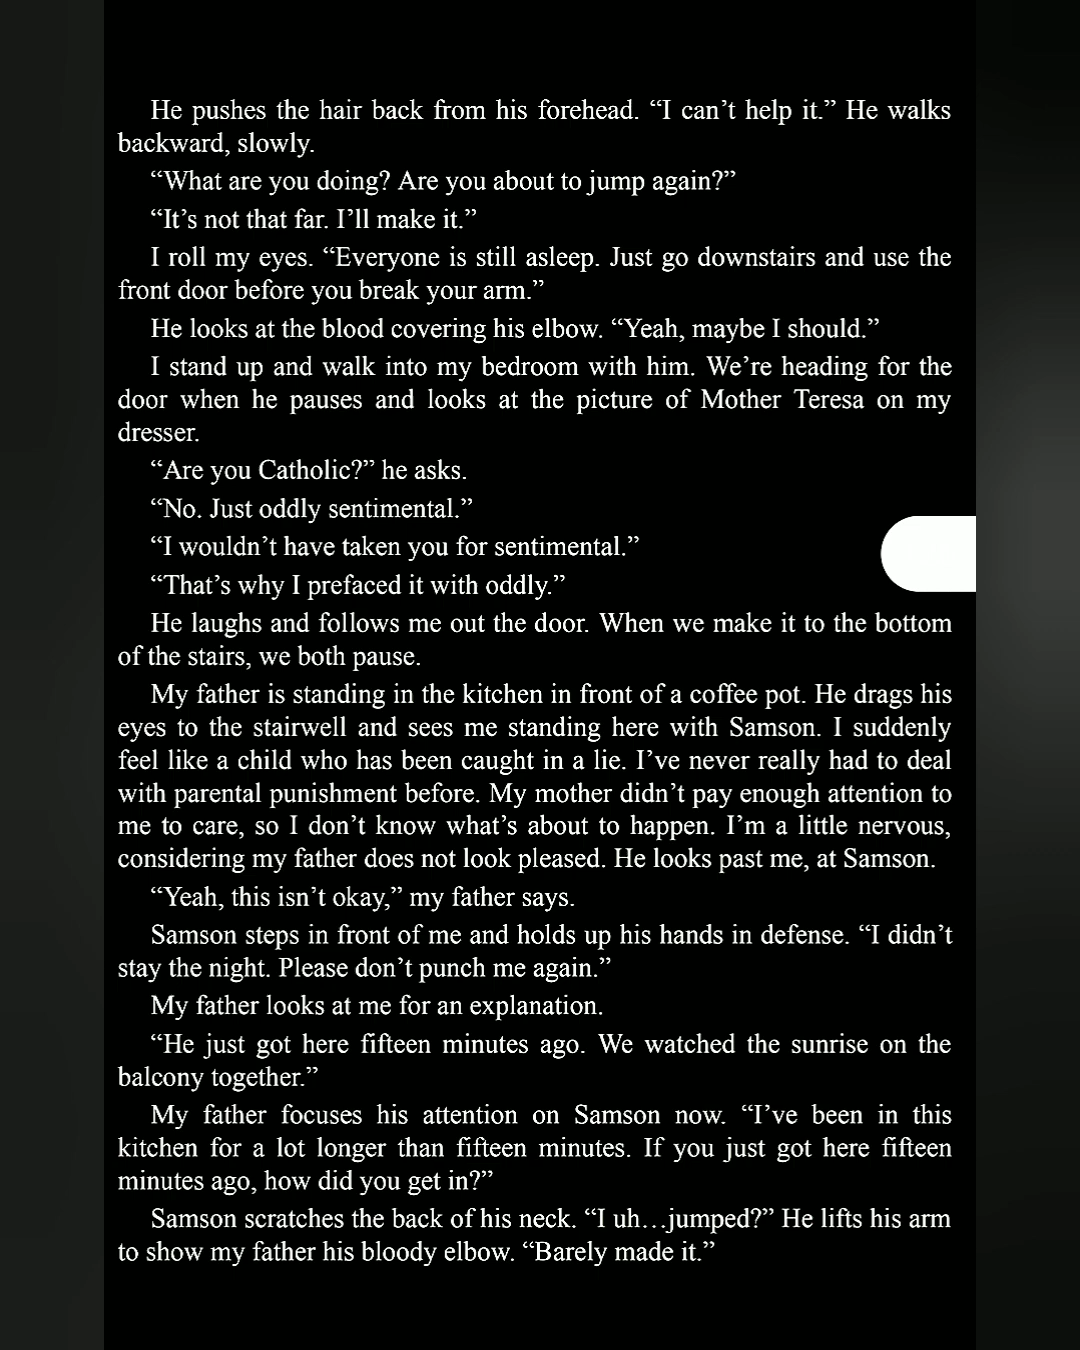 He pushes the hair back from his forehead. “I can’t help it.” He walks
backward, slowly.
“What are you doing? Are you about to jump again?”
“It’s not that far. I’ll make it.”
I roll my eyes. “Everyone is still asleep. Just go downstairs and use the
front door before you break your arm.”
He looks at the blood covering his elbow. “Yeah, maybe I should.”
I stand up and walk into my bedroom with him. We’re heading for the
door when he pauses and looks at the picture of Mother Teresa on my
dresser.
“Are you Catholic?” he asks.
“No. Just oddly sentimental.”
“I wouldn’t have taken you for sentimental.”
“That’s why I prefaced it with oddly.”
He laughs and follows me out the door. When we make it to the bottom
of the stairs, we both pause.
My father is standing in the kitchen in front of a coffee pot. He drags his
eyes to the stairwell and sees me standing here with Samson. I suddenly
feel like a child who has been caught in a lie. I’ve never really had to deal
with parental punishment before. My mother didn’t pay enough attention to
me to care, so I don’t know what’s about to happen. I’m a little nervous,
considering my father does not look pleased. He looks past me, at Samson.
“Yeah, this isn’t okay,” my father says.
Samson steps in front of me and holds up his hands in defense. “I didn’t
stay the night. Please don’t punch me again.”
My father looks at me for an explanation.
“He just got here fifteen minutes ago. We watched the sunrise on the
balcony together.”
My father focuses his attention on Samson now. “I’ve been in this
kitchen for a lot longer than fifteen minutes. If you just got here fifteen
minutes ago, how did you get in?”
Samson scratches the back of his neck. “I uh…jumped?” He lifts his arm
to show my father his bloody elbow. “Barely made it.”